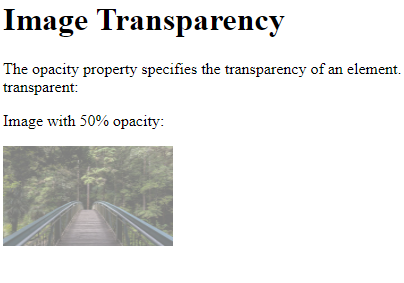 Image Transparency
The opacity property specifies the transparency of an element.
transparent:
Image with 50% opacity: